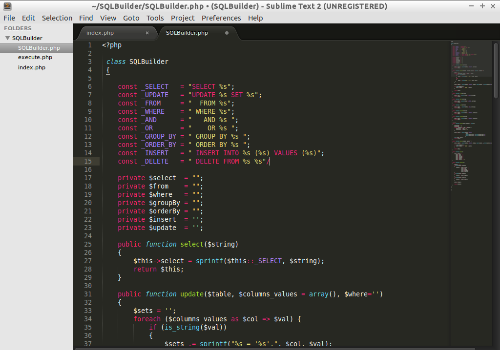 ~/SQLBuilder/SQLBuilder.php • (SQLBuilder) - Sublime Text 2 (UNREGISTERED)
File Edit Selection Find View Goto Tools Project Preferences Help
FOLDERS
SQLBuilder
SQLBuilder.php
execute.php
index.php
index.php × SQLBuilder.php
1 <?php
2
3 class SQLBuilder
4 {
5
6 const _SELECT = "SELECT %s";
7 const _UPDATE = "UPDATE %s SET %s";
8 const _FROM = " FROM %s";
9 const _WHERE = " WHERE %s";
10 const _AND = " AND %s";
11 const _OR = " OR %s";
12 const _GROUP_BY = " GROUP BY %s ";
13 const _ORDER_BY = " ORDER BY %s ";
14 const _INSERT = " INSERT INTO %s (%s) VALUES (%s)";
15 const _DELETE = " DELETE FROM %s %s";
16
17 private $select = "";
18 private $from = "";
19 private $where = "";
20 private $groupBy = "";
21 private $orderBy = "";
22 private $insert = '';
23 private $update = '';
24
25 public function select($string)
26 {
27 $this->select = sprintf($this::_SELECT, $string);
28 return $this;
29 }
30
31 public function update($table, $columns_values = array(), $where='')
32 {
33 $sets = '';
34 foreach ($columns_values as $col => $val) {
35 if (is_string($val))
36 {
37 $sets .= sprintf("%s = '%s',", $col, $val);